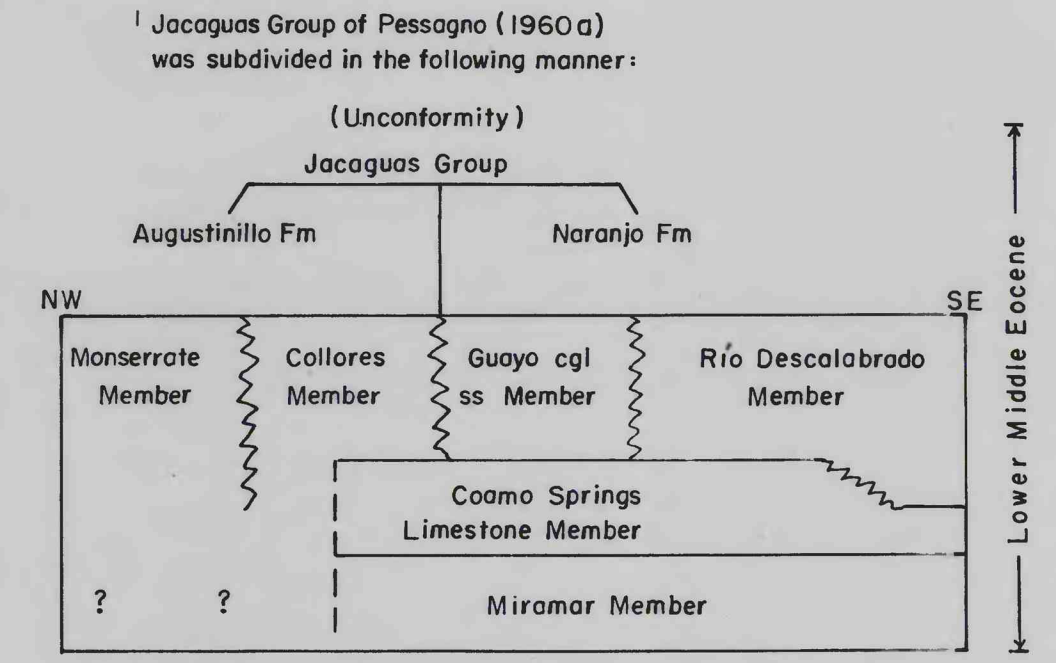 1 Jacaguas Group of Pessagno (1960a)
was subdivided in the following manner:
(Unconformity)
Jacaguas Group
Augustinillo Fm
Naranjo Fm
NW
SE
Monserrate
Member
Collores
Member
Guayo cgl
ss Member
Río Descalabrado
Member
Coamo Springs
Limestone Member
? ?
Miramar Member
Lower Middle Eocene